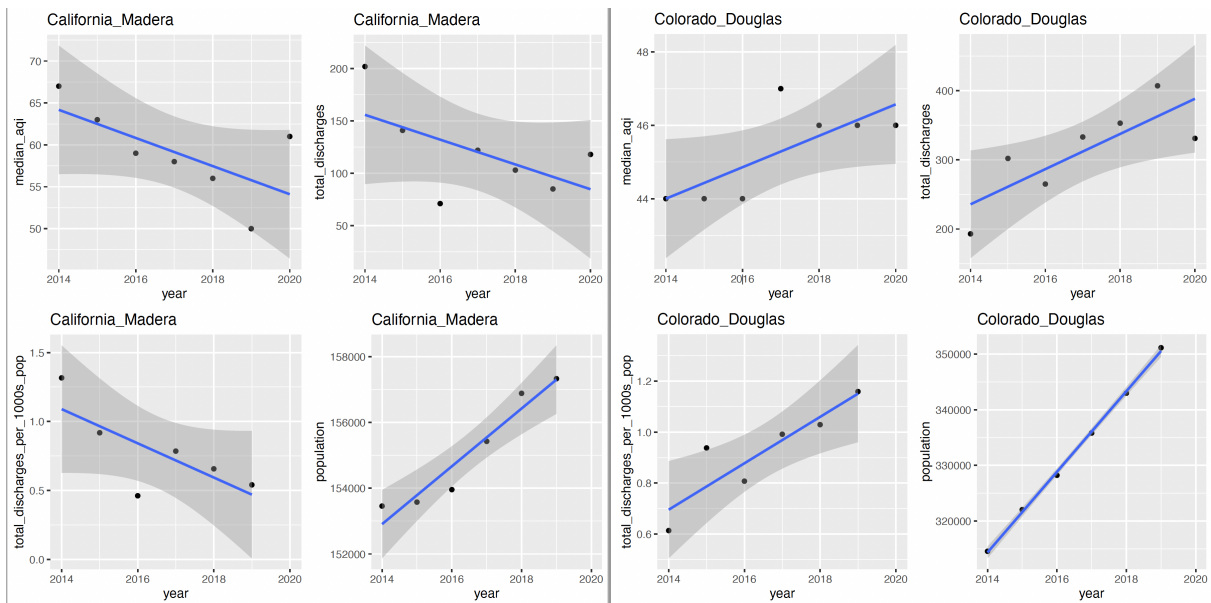 California_Madera
median_aqi
70
65
60
55
50
2014
2016
2018
2020
year
California_Madera
total_discharges
200
150
100
50
2014
2016
2018
2020
year
Colorado_Douglas
median_aqi
48
46
44
2014
2016
2018
2020
year
Colorado_Douglas
total_discharges
400
300
200
2014
2016
2018
2020
year
California_Madera
total_discharges_per_1000s_pop
1.5
1.0
0.5
0.0
2014
2016
2018
2020
year
California_Madera
population
158000
156000
154000
152000
2014
2016
2018
2020
year
Colorado_Douglas
total_discharges_per_1000s_pop
1.2
1.0
0.8
0.6
2014
2016
2018
2020
year
Colorado_Douglas
population
350000
340000
330000
320000
2014
2016
2018
2020
year